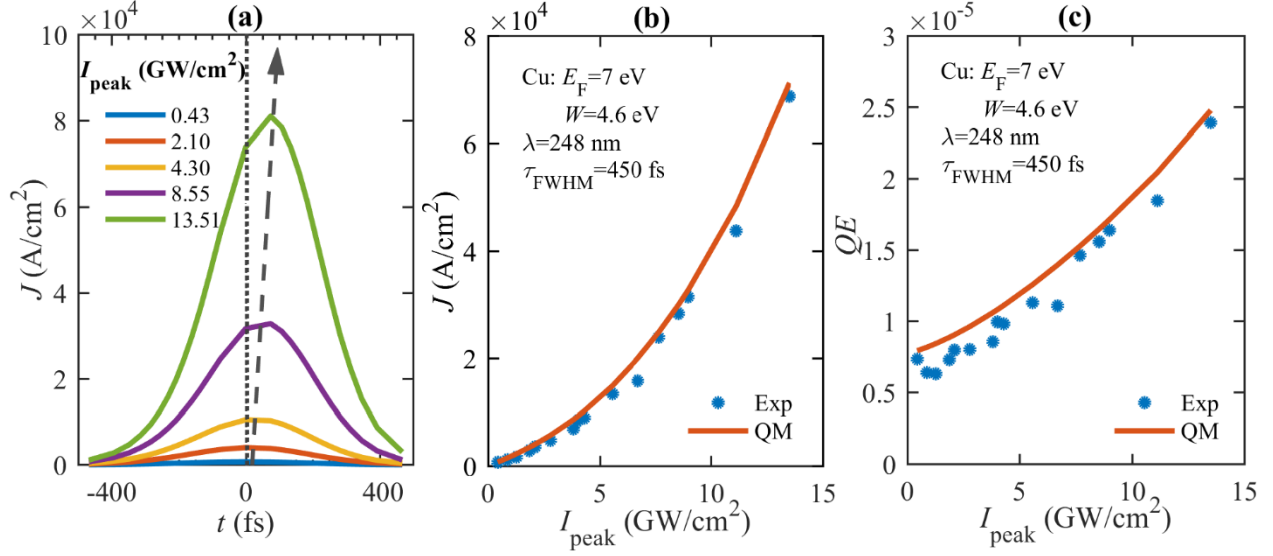 (a)
×10⁴
10
8
6
4
2
0
J (A/cm²)
I_peak (GW/cm²)
0.43
2.10
4.30
8.55
13.51
-400
0
400
t (fs)
(b)
×10⁴
8
6
4
2
0
J (A/cm²)
Cu: E_F=7 eV
W=4.6 eV
λ=248 nm
τ_FWHM=450 fs
Exp
QM
0
5
10
15
I_peak (GW/cm²)
(c)
×10⁻⁵
3
2.5
2
1.5
1
0.5
0
QE
Cu: E_F=7 eV
W=4.6 eV
λ=248 nm
τ_FWHM=450 fs
Exp
QM
0
5
10
15
I_peak (GW/cm²)